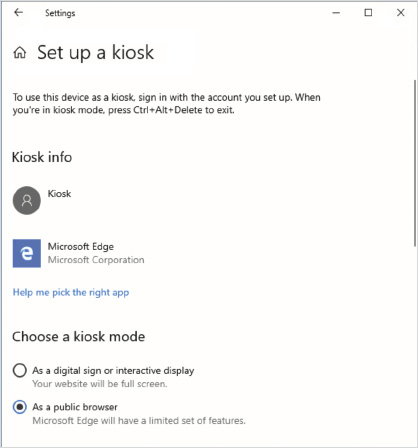 Settings
Set up a kiosk
To use this device as a kiosk, sign in with the account you set up. When
you're in kiosk mode, press Ctrl+Alt+Delete to exit.
Kiosk info
Kiosk
Microsoft Edge
Microsoft Corporation
Help me pick the right app
Choose a kiosk mode
As a digital sign or interactive display
Your website will be full screen.
As a public browser
Microsoft Edge will have a limited set of features.